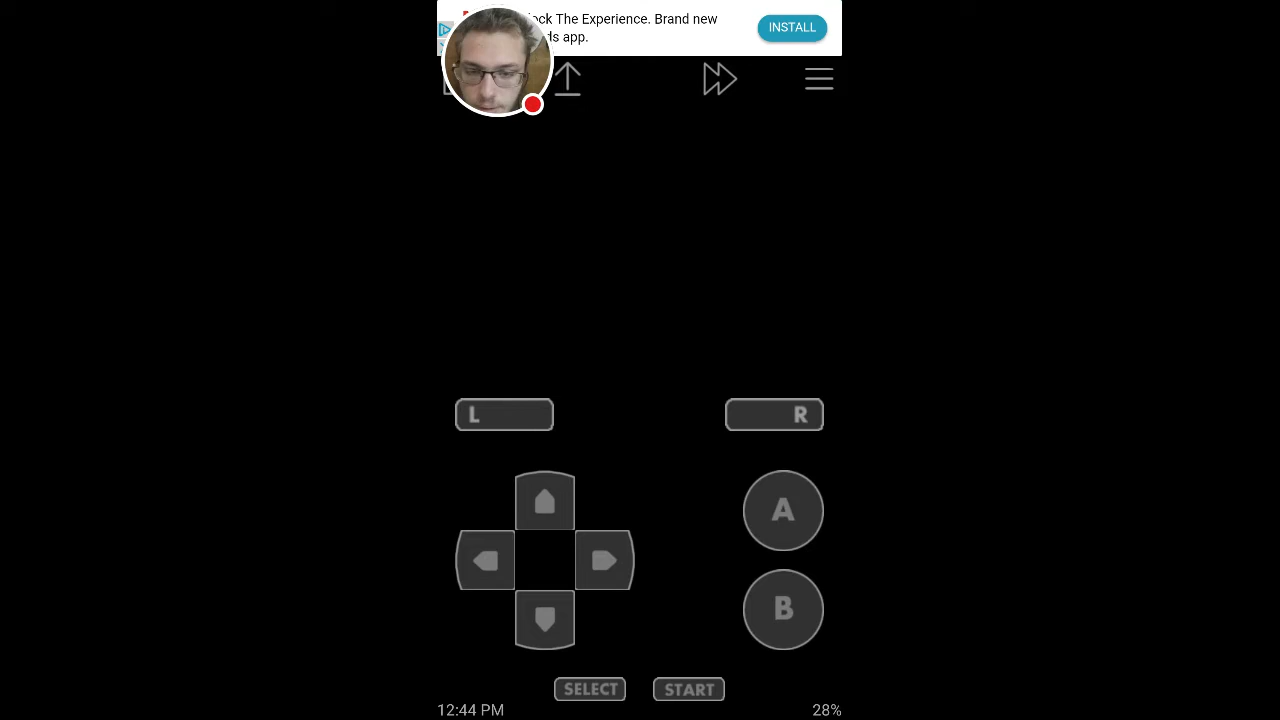 ock The Experience. Brand new
ds app.
INSTALL
L
R
A
B
SELECT
START
12:44 PM
28%